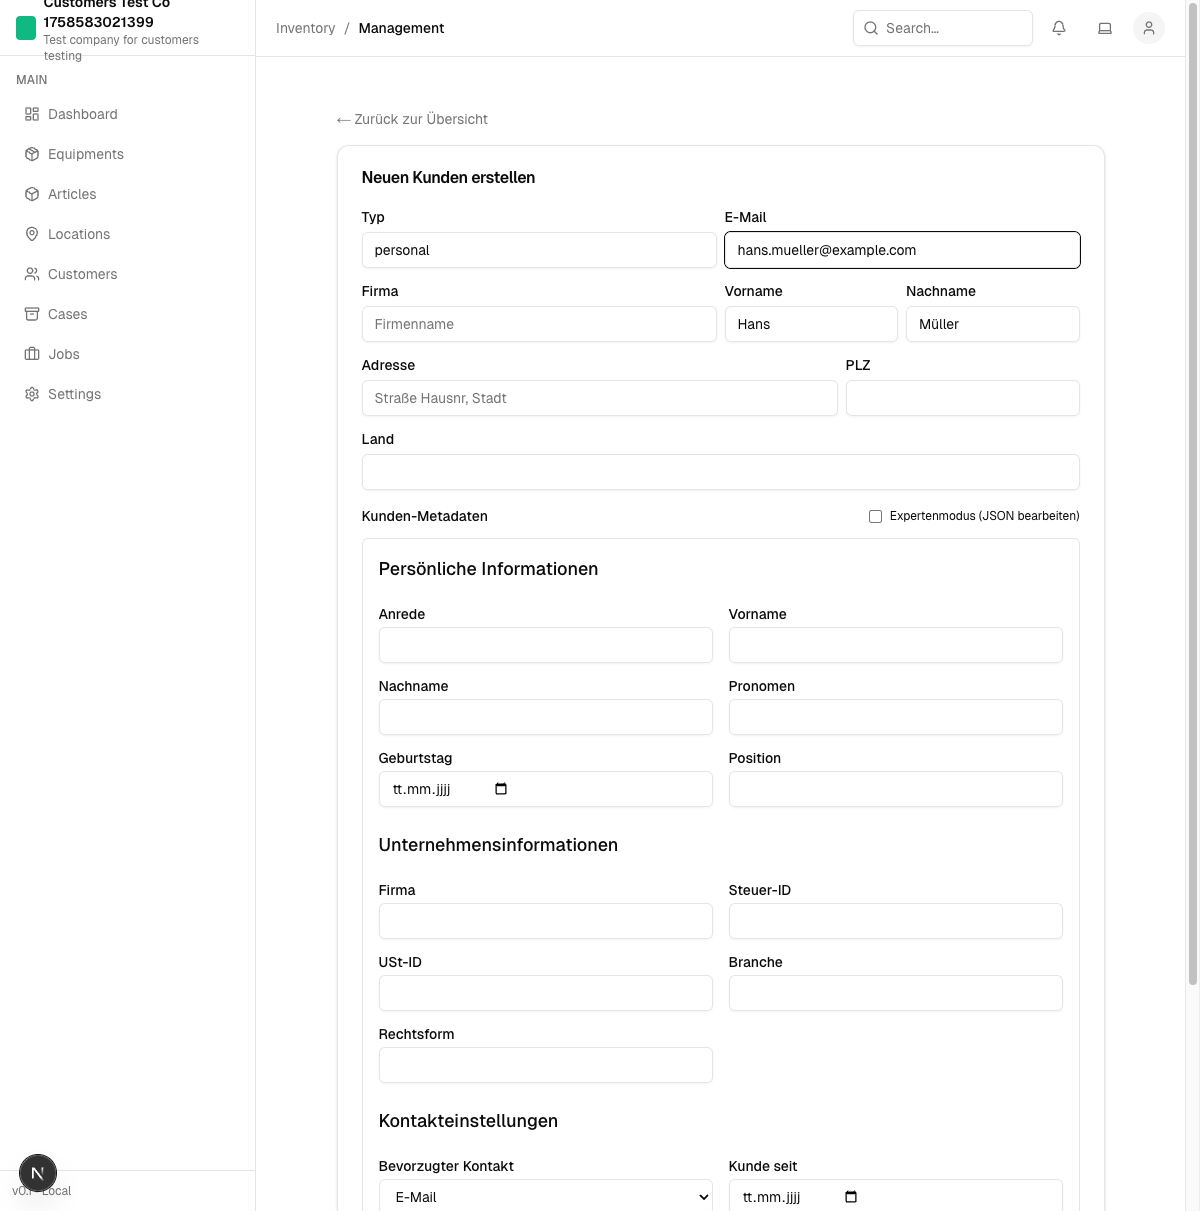 Customers Test Co
1758583021399
Test company for customers
testing
MAIN
Dashboard
Equipments
Articles
Locations
Customers
Cases
Jobs
Settings
N
Local
Inventory / Management
Search...
← Zurück zur Übersicht
Neuen Kunden erstellen
Typ
personal
E-Mail
hans.mueller@example.com
Firma
Firmenname
Vorname
Hans
Nachname
Müller
Adresse
Straße Hausnr, Stadt
PLZ
Land
Kunden-Metadaten
Expertenmodus (JSON bearbeiten)
Persönliche Informationen
Anrede
Vorname
Nachname
Pronomen
Geburtstag
tt.mm.jjjj
Position
Unternehmensinformationen
Firma
Steuer-ID
USt-ID
Branche
Rechtsform
Kontakteinstellungen
Bevorzugter Kontakt
E-Mail
Kunde seit
tt.mm.jjjj